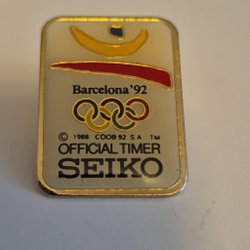 Barcelona '92
© 1988 COOB'92 S.A. TM
OFFICIAL TIMER
SEIKO